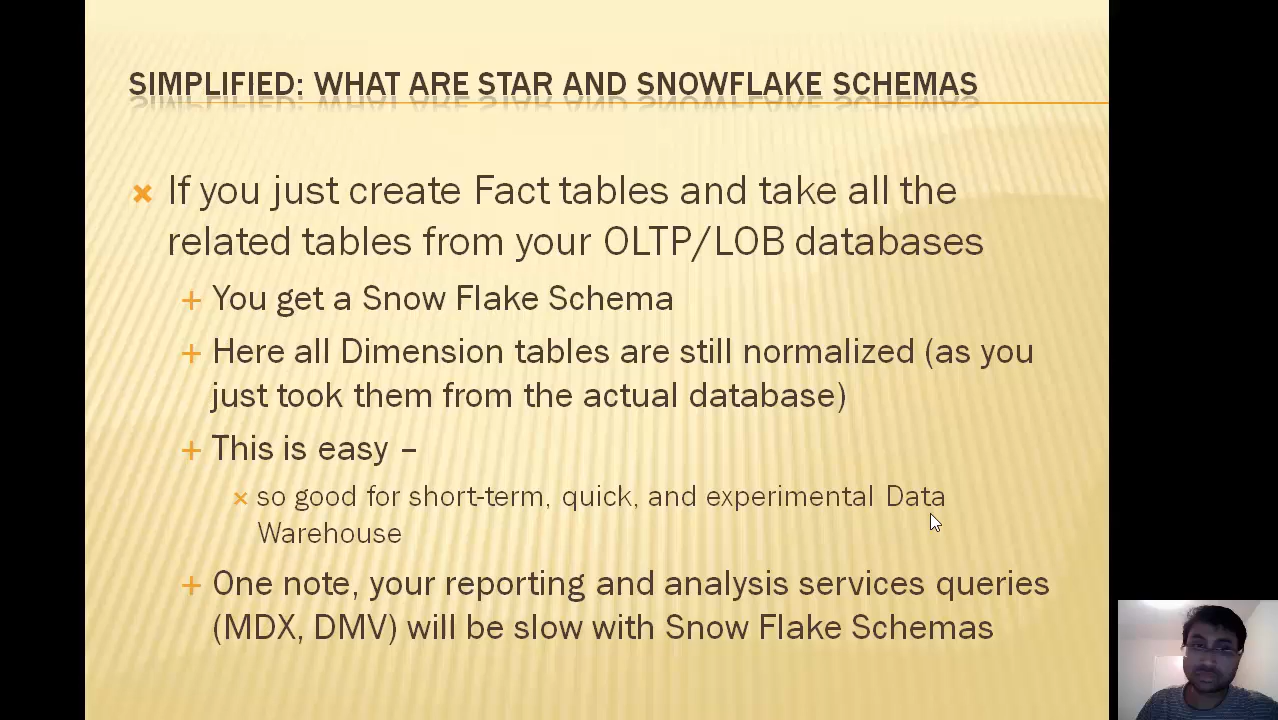 SIMPLIFIED: WHAT ARE STAR AND SNOWFLAKE SCHEMAS
If you just create Fact tables and take all the
related tables from your OLTP/LOB databases
You get a Snow Flake Schema
Here all Dimension tables are still normalized (as you
just took them from the actual database)
This is easy –
so good for short-term, quick, and experimental Data
Warehouse
One note, your reporting and analysis services queries
(MDX, DMV) will be slow with Snow Flake Schemas